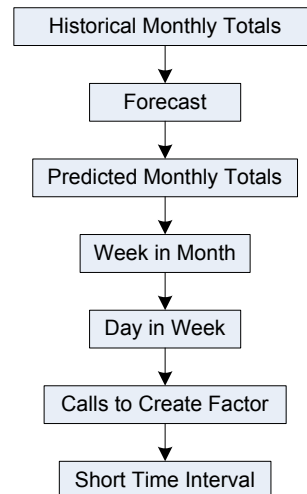 Historical Monthly Totals
Forecast
Predicted Monthly Totals
Week in Month
Day in Week
Calls to Create Factor
Short Time Interval